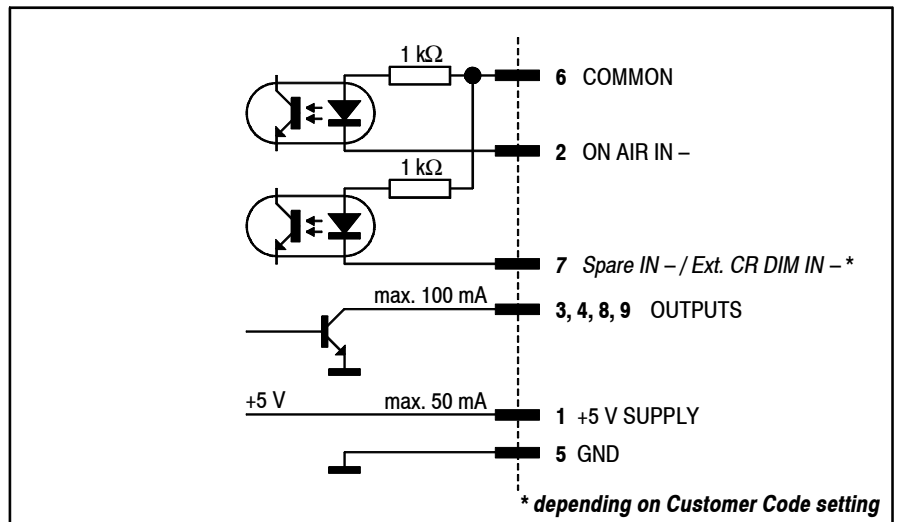 1 kΩ
6 COMMON
2 ON AIR IN –
1 kΩ
7 Spare IN – / Ext. CR DIM IN – *
max. 100 mA
3, 4, 8, 9 OUTPUTS
+5 V max. 50 mA
1 +5 V SUPPLY
5 GND
* depending on Customer Code setting